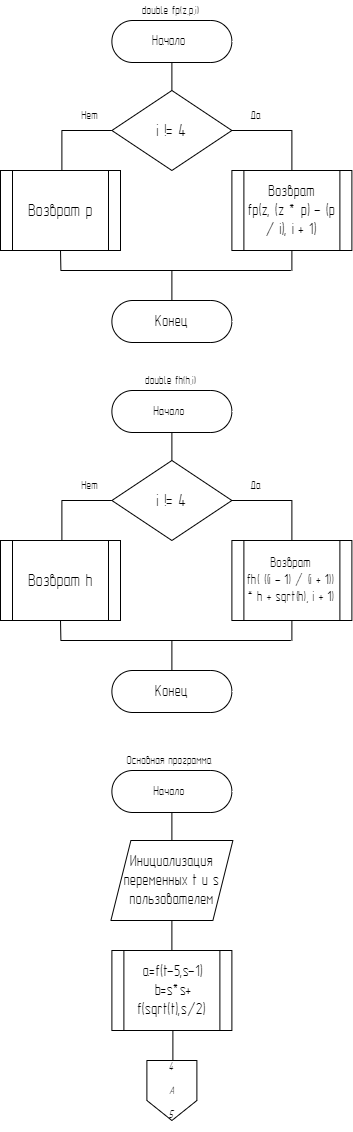 double fp(z,p,i)
Начало
i != 4
Нет
Да
Возврат p
Возврат
fp(z, (z * p) - (p
/ i), i + 1)
Конец
double fh(h,i)
Начало
i != 4
Нет
Да
Возврат h
Возврат
fh( ((i - 1) / (i + 1))
* h + sqrt(h), i + 1)
Конец
Основная программа
Начало
Инициализация
переменных t и s
пользователем
a=f(t-5,s-1)
b=s*s+
f(sqrt(t),s/2)
4
A
5